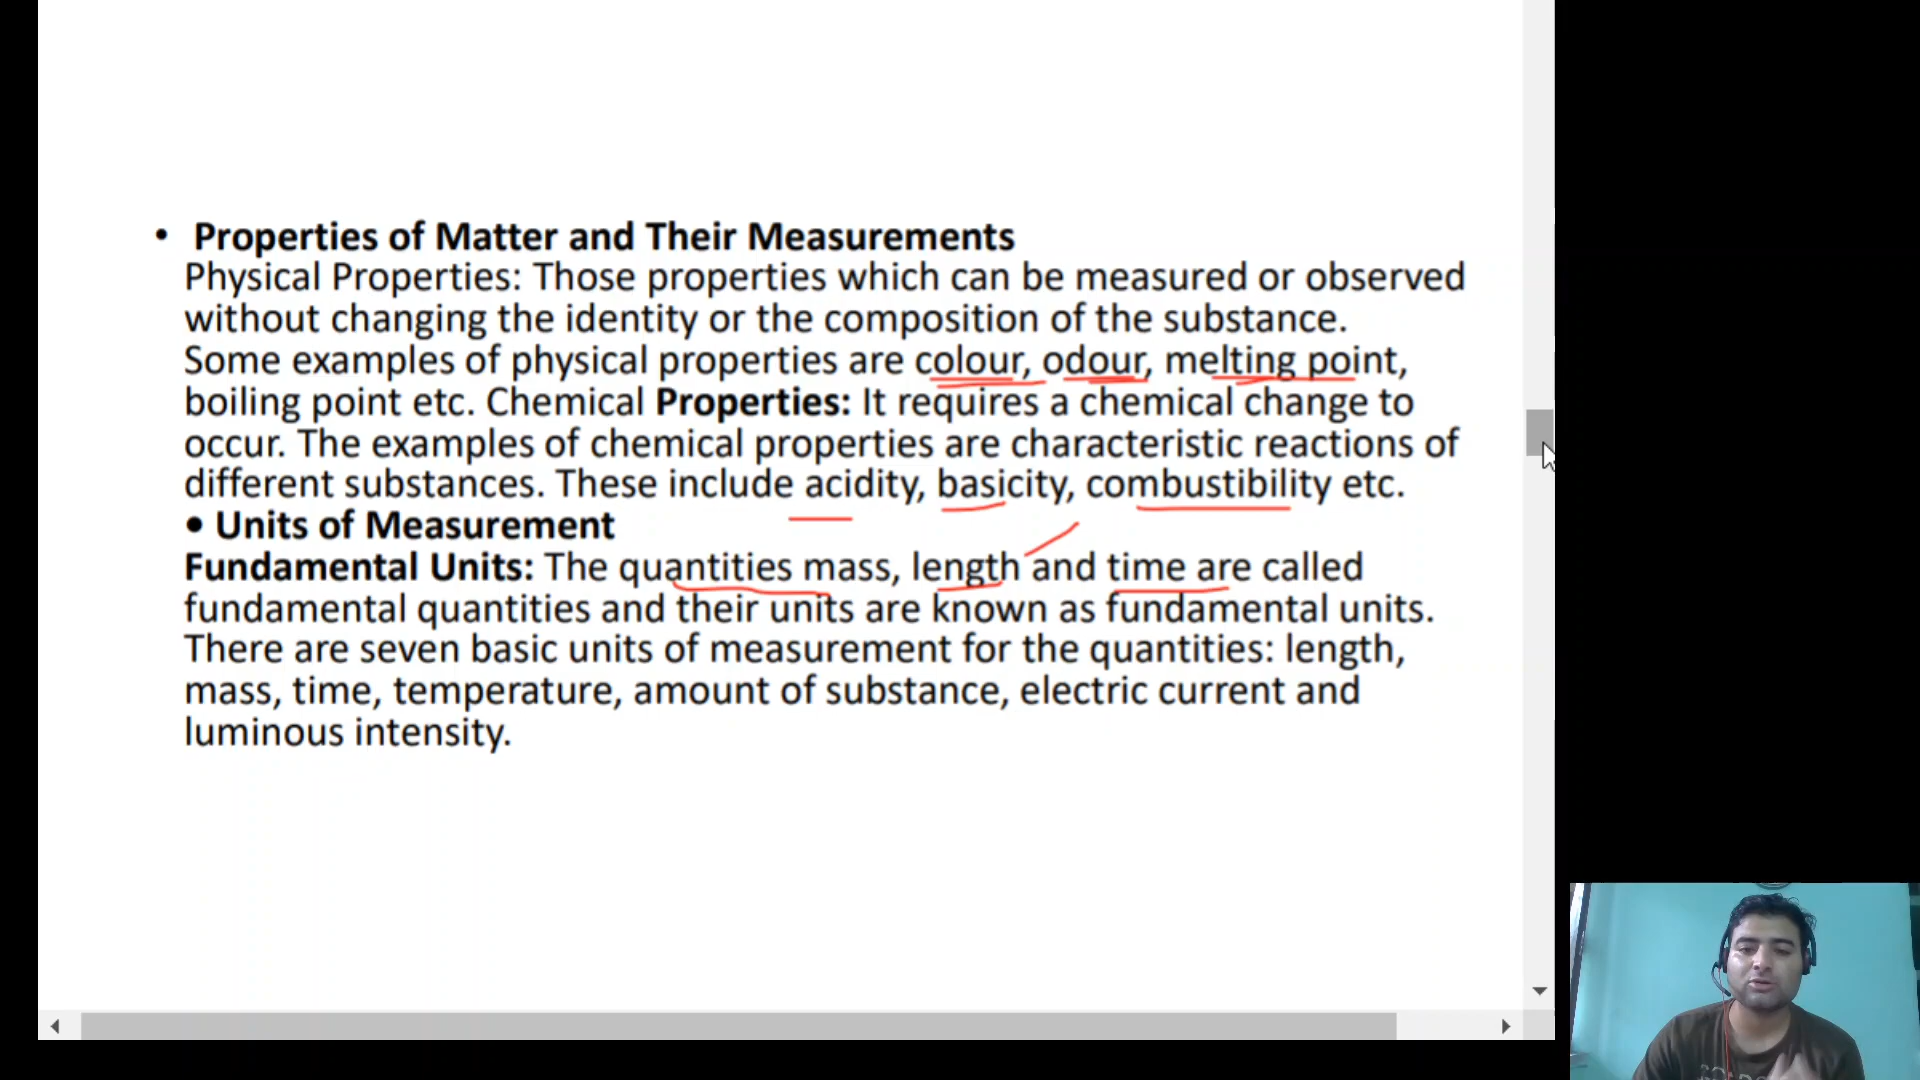 • Properties of Matter and Their Measurements
Physical Properties: Those properties which can be measured or observed
without changing the identity or the composition of the substance.
Some examples of physical properties are colour, odour, melting point,
boiling point etc. Chemical Properties: It requires a chemical change to
occur. The examples of chemical properties are characteristic reactions of
different substances. These include acidity, basicity, combustibility etc.
• Units of Measurement
Fundamental Units: The quantities mass, length and time are called
fundamental quantities and their units are known as fundamental units.
There are seven basic units of measurement for the quantities: length,
mass, time, temperature, amount of substance, electric current and
luminous intensity.